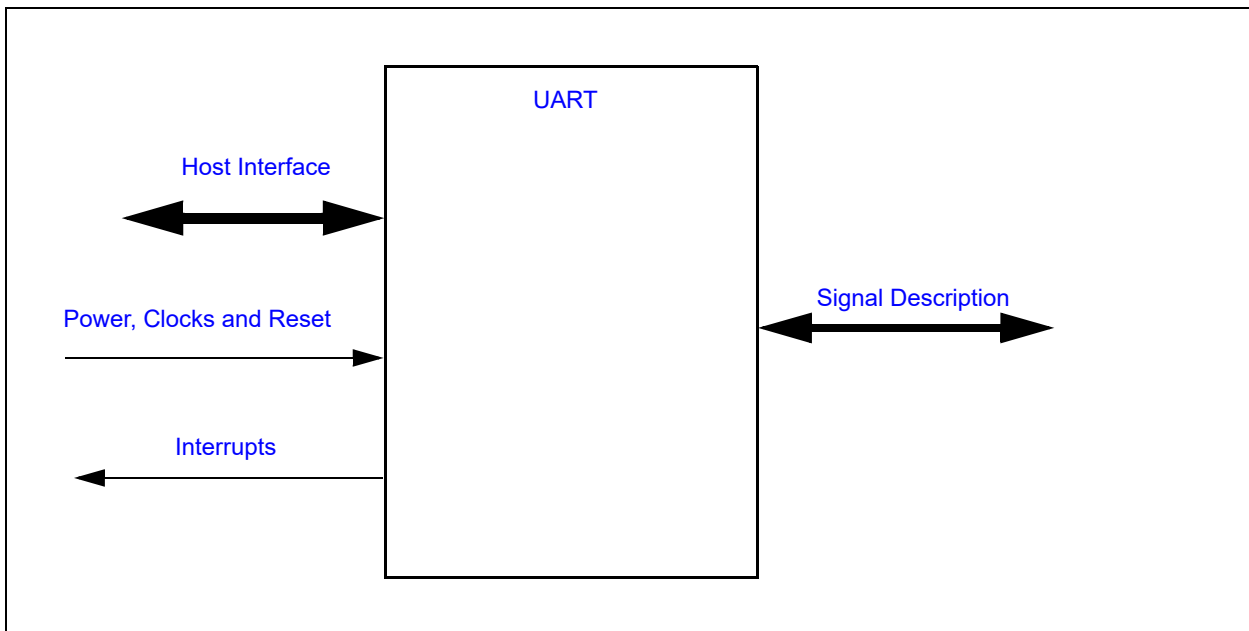 UART
Host Interface
Signal Description
Power, Clocks and Reset
Interrupts